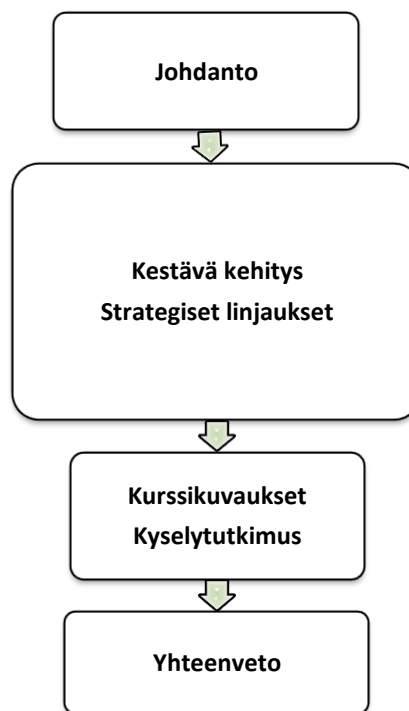 Johdanto
Kestävä kehitys
Strategiset linjaukset
Kurssikuvaukset
Kyselytutkimus
Yhteenveto